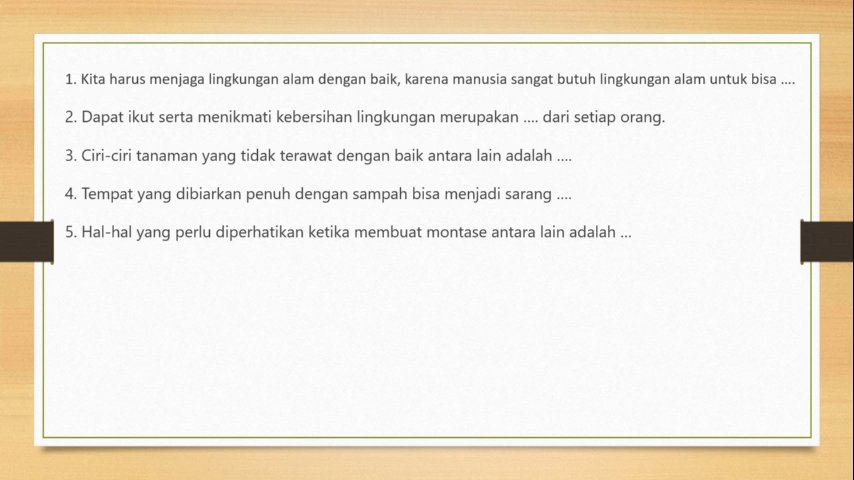 1. Kita harus menjaga lingkungan alam dengan baik, karena manusia sangat butuh lingkungan alam untuk bisa ....
2. Dapat ikut serta menikmati kebersihan lingkungan merupakan .... dari setiap orang.
3. Ciri-ciri tanaman yang tidak terawat dengan baik antara lain adalah ....
4. Tempat yang dibiarkan penuh dengan sampah bisa menjadi sarang ....
5. Hal-hal yang perlu diperhatikan ketika membuat montase antara lain adalah ...